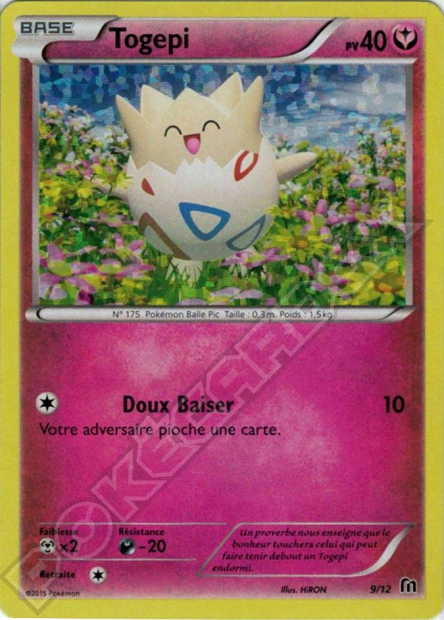 BASE
Togepi
PV40
N° 175 Pokémon Balle Pic Taille : 0,3 m. Poids : 1,5 kg
Doux Baiser 10
Votre adversaire pioche une carte.
Faiblesse Résistance
×2 -20
Retraite
Un proverbe nous enseigne que le
bonheur touchera celui qui peut
faire tenir debout un Togepi
endormi.
©2015 Pokémon
Illus. HiRON
9/12